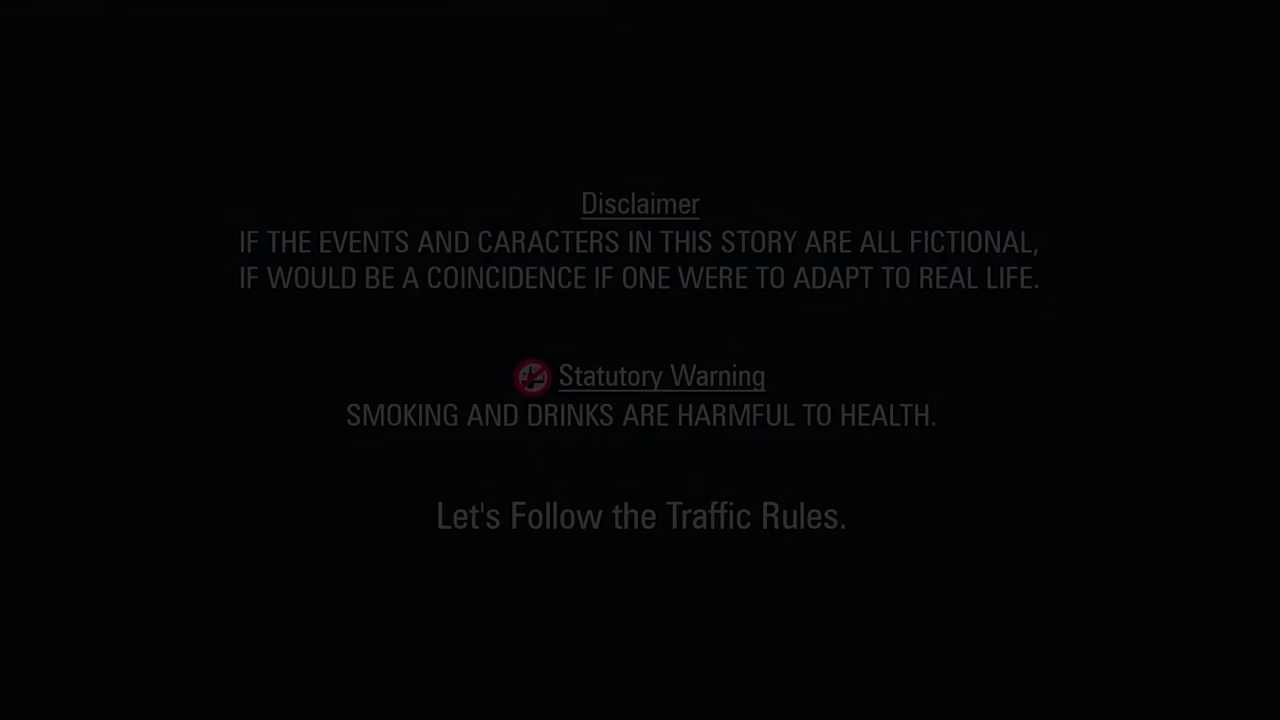 Disclaimer
IF THE EVENTS AND CARACTERS IN THIS STORY ARE ALL FICTIONAL,
IF WOULD BE A COINCIDENCE IF ONE WERE TO ADAPT TO REAL LIFE.
Statutory Warning
SMOKING AND DRINKS ARE HARMFUL TO HEALTH.
Let's Follow the Traffic Rules.